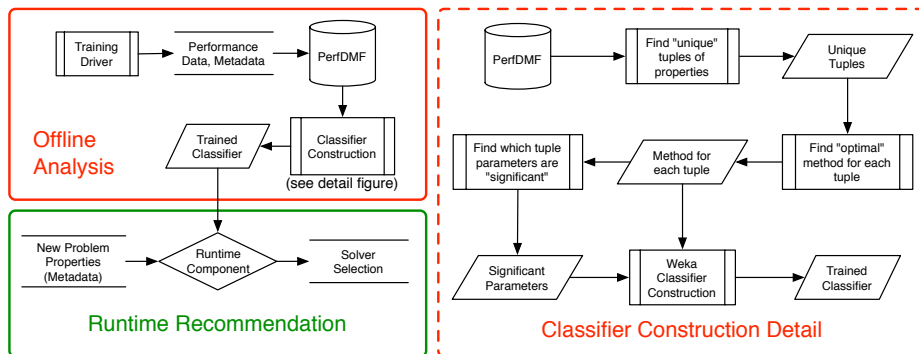 Training
Driver
Performance
Data, Metadata
PerfDMF
Offline
Analysis
Trained
Classifier
Classifier
Construction
(see detail figure)
New Problem
Properties
(Metadata)
Runtime
Component
Solver
Selection
Runtime Recommendation
PerfDMF
Find "unique"
tuples of
properties
Unique
Tuples
Find which tuple
parameters are
"significant"
Method for
each tuple
Find "optimal"
method for each
tuple
Significant
Parameters
Weka
Classifier
Construction
Trained
Classifier
Classifier Construction Detail